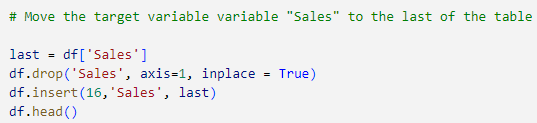 # Move the target variable variable "Sales" to the last of the table
last = df['Sales']
df.drop('Sales', axis=1, inplace = True)
df.insert(16,'Sales', last)
df.head()